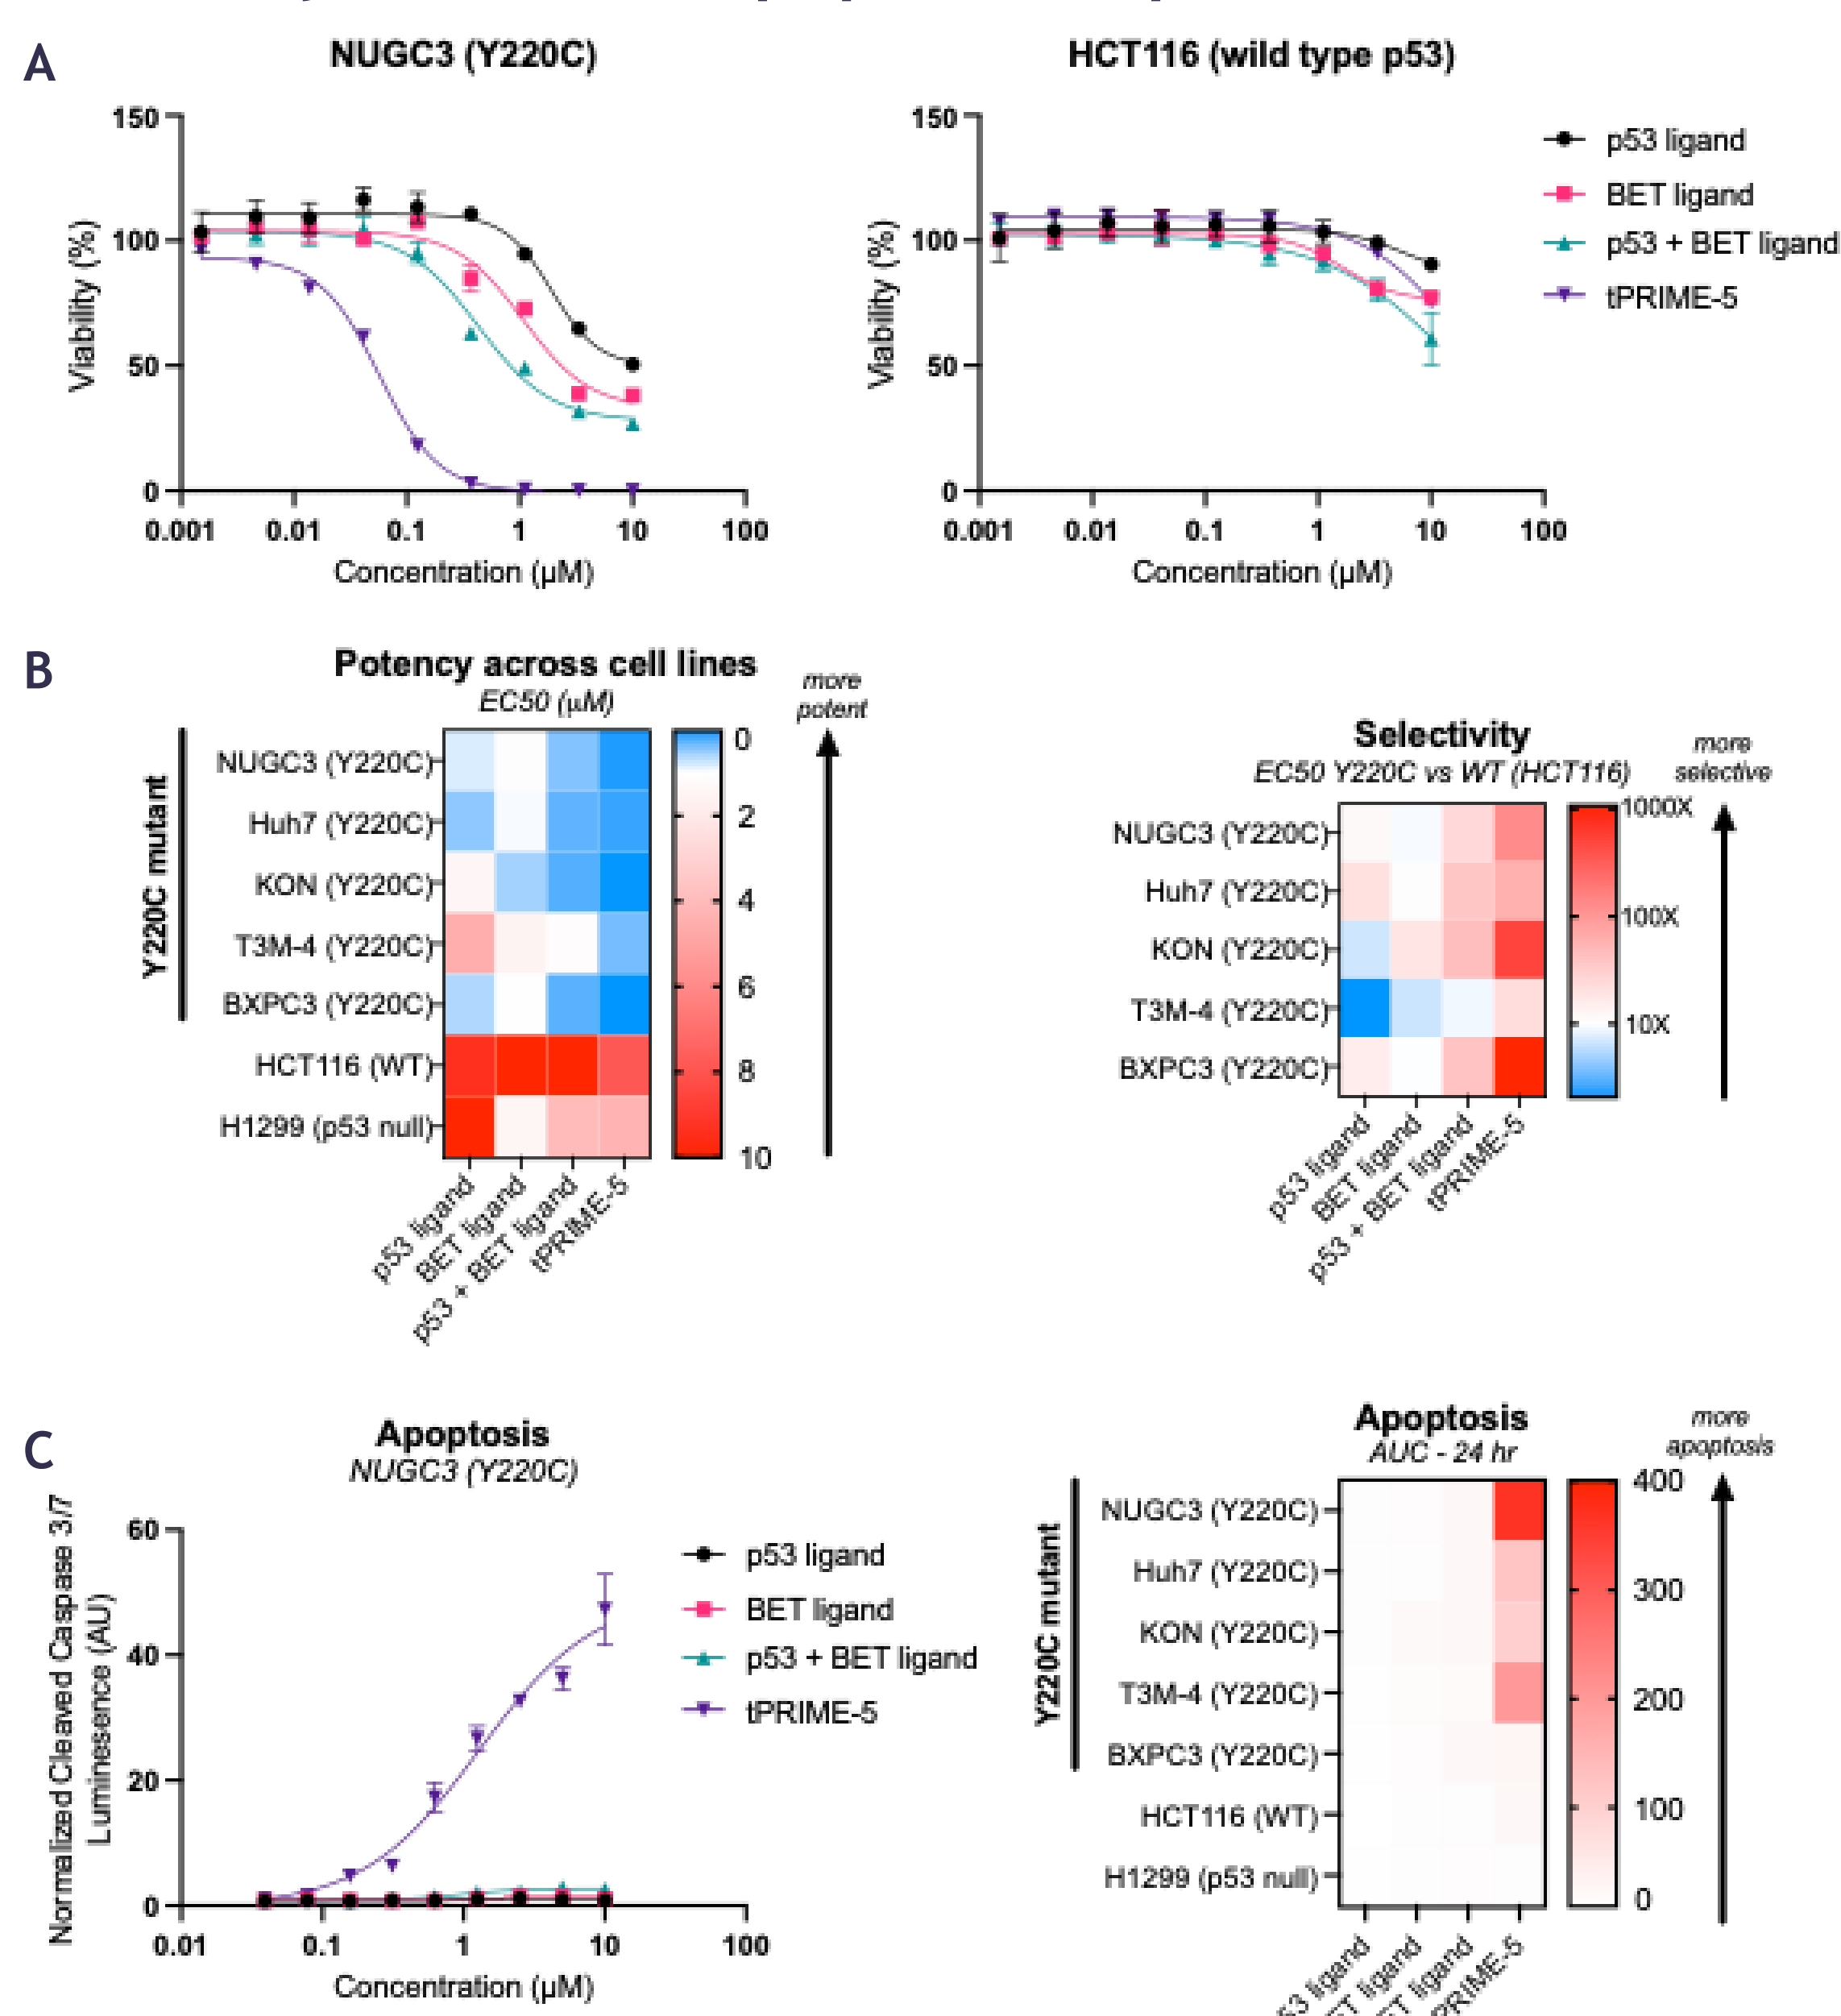 A
NUGC3 (Y220C)
HCT116 (wild type p53)
Viability (%)
150
100
50
0
0.001
0.01
0.1
1
10
100
Concentration (µM)
Viability (%)
150
100
50
0
0.001
0.01
0.1
1
10
100
Concentration (µM)
p53 ligand
BET ligand
p53 + BET ligand
tPRIME-5
B
Potency across cell lines
EC50 (µM)
more
potent
Y220C mutant
NUGC3 (Y220C)
Huh7 (Y220C)
KON (Y220C)
T3M-4 (Y220C)
BXPC3 (Y220C)
HCT116 (WT)
H1299 (p53 null)
0
2
4
6
8
10
p53 ligand
BET ligand
p53 + BET ligand
tPRIME-5
Selectivity
EC50 Y220C vs WT (HCT116)
more
selective
NUGC3 (Y220C)
Huh7 (Y220C)
KON (Y220C)
T3M-4 (Y220C)
BXPC3 (Y220C)
1000X
100X
10X
p53 ligand
BET ligand
p53 + BET ligand
tPRIME-5
C
Apoptosis
NUGC3 (Y220C)
Normalized Cleaved Caspase 3/7
Luminesence (AU)
60
40
20
0
0.01
0.1
1
10
100
Concentration (µM)
p53 ligand
BET ligand
p53 + BET ligand
tPRIME-5
Apoptosis
AUC - 24 hr
more
apoptosis
Y220C mutant
NUGC3 (Y220C)
Huh7 (Y220C)
KON (Y220C)
T3M-4 (Y220C)
BXPC3 (Y220C)
HCT116 (WT)
H1299 (p53 null)
400
300
200
100
0
53 ligand
ET ligand
ET ligand
PRIME-5